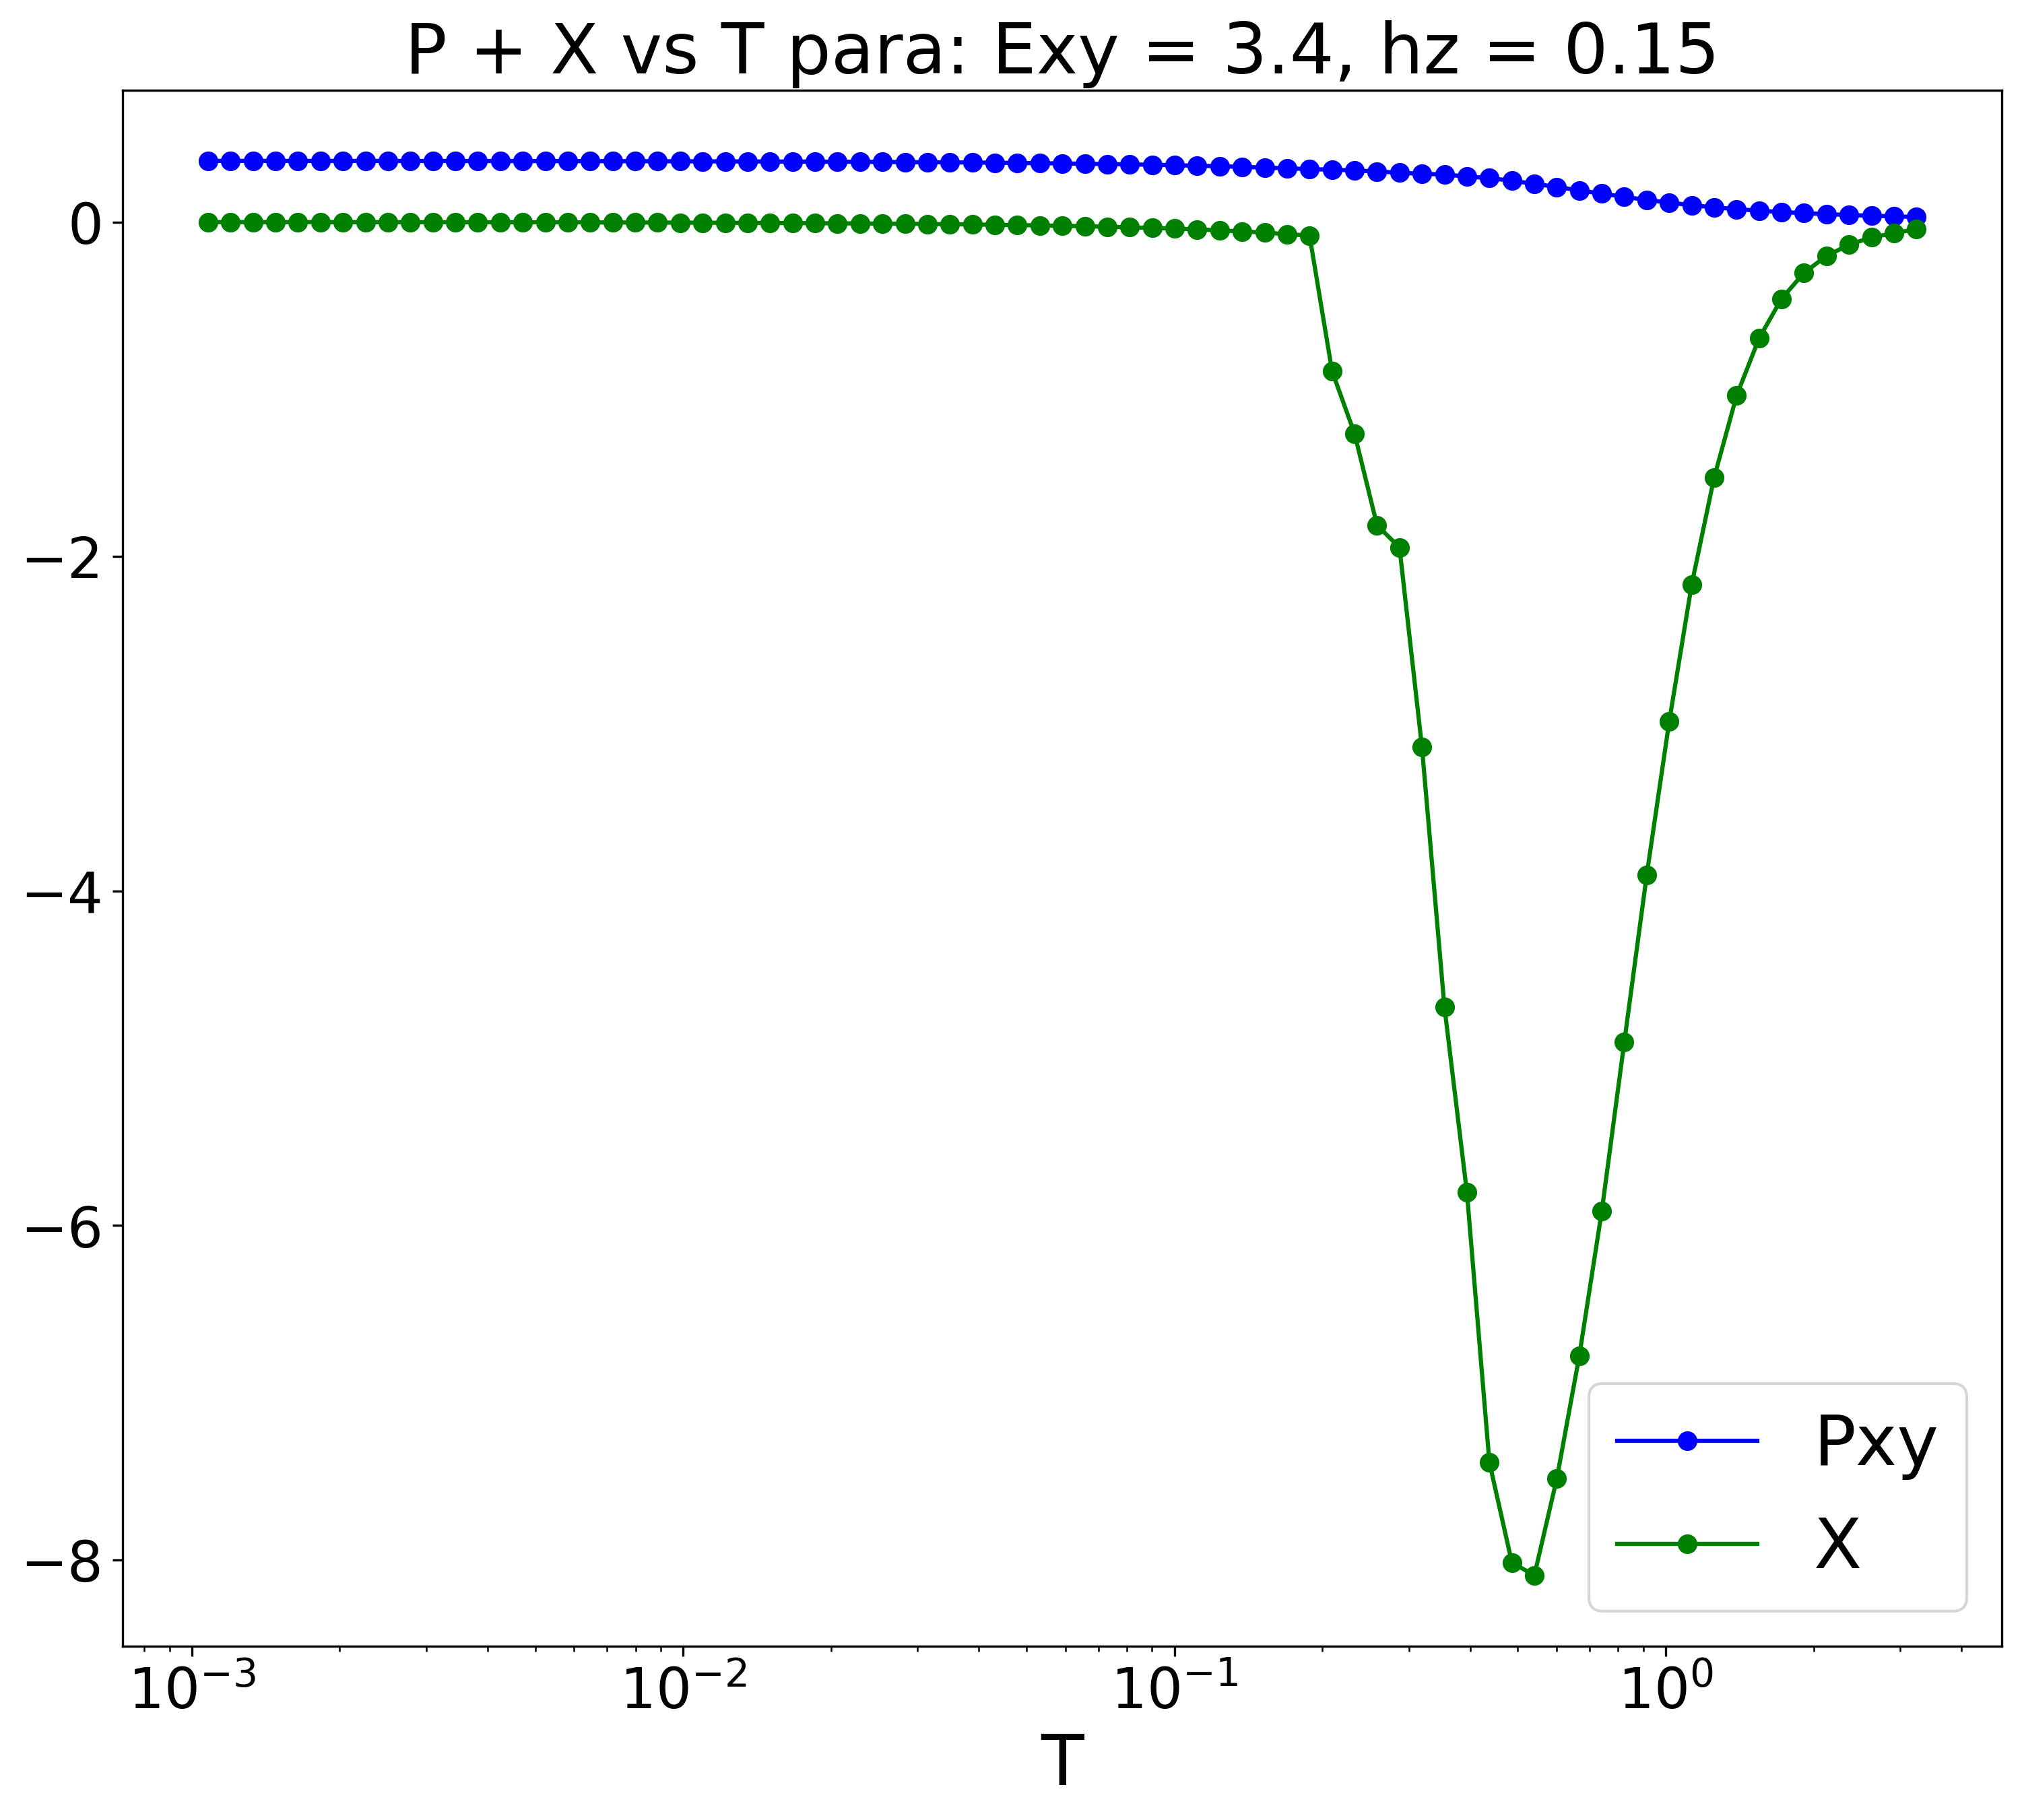 P + X vs T para: Exy = 3.4, hz = 0.15
0
−2
−4
−6
−8
10⁻³ 10⁻² 10⁻¹ 10⁰
T
Pxy
X